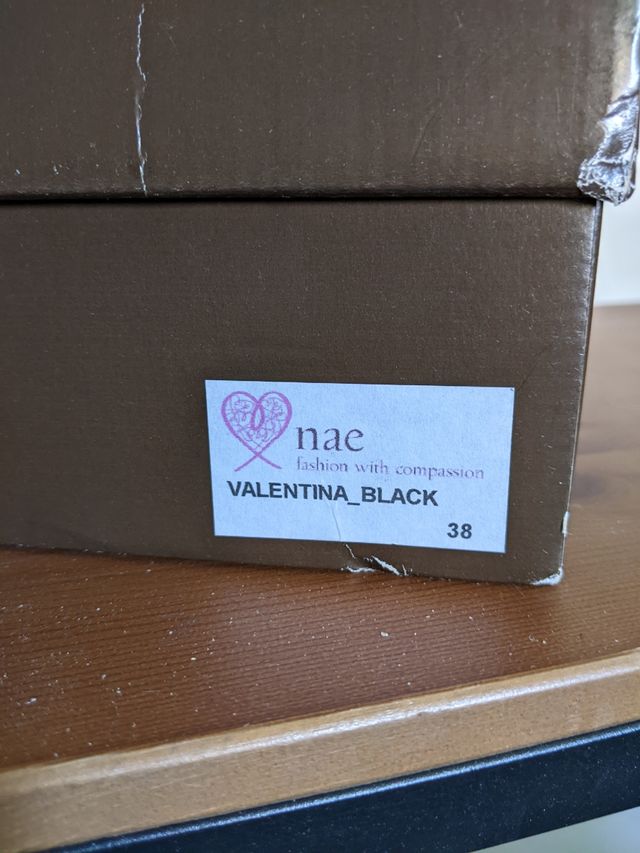 nae
fashion with compassion
VALENTINA_BLACK
38